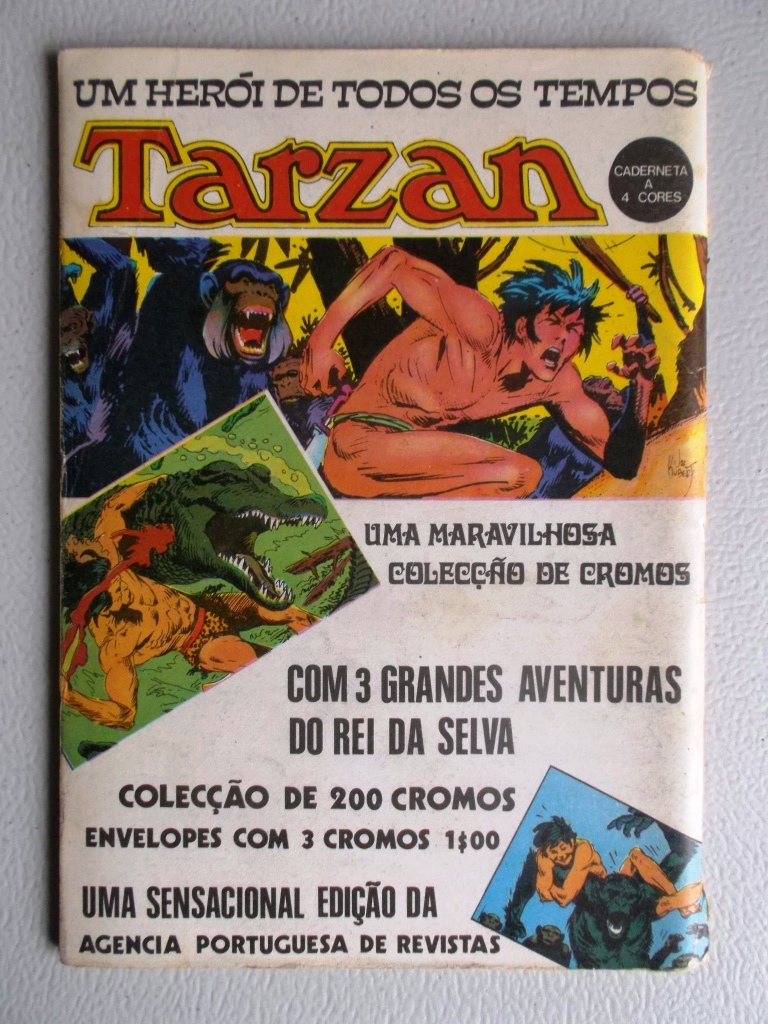 UM HERÓI DE TODOS OS TEMPOS
Tarzan
CADERNETA
A
4 CORES
Joe
Kubert
UMA MARAVILHOSA
COLECÇÃO DE CROMOS
COM 3 GRANDES AVENTURAS
DO REI DA SELVA
COLECÇÃO DE 200 CROMOS
ENVELOPES COM 3 CROMOS 1$00
UMA SENSACIONAL EDIÇÃO DA
AGENCIA PORTUGUESA DE REVISTAS